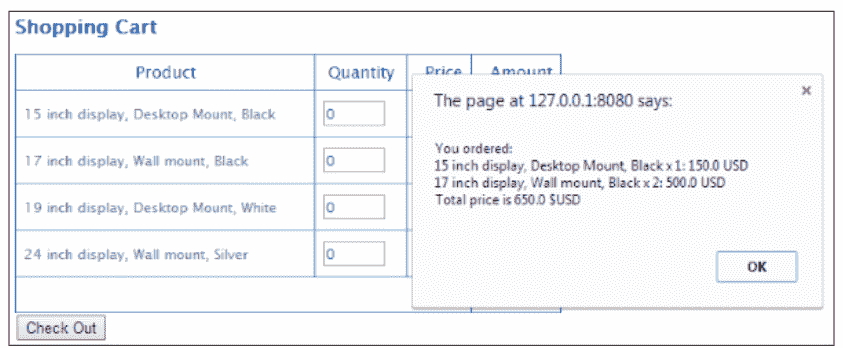 Shopping Cart
Product Quantity Price Amount
15 inch display, Desktop Mount, Black 0
17 inch display, Wall mount, Black 0
19 inch display, Desktop Mount, White 0
24 inch display, Wall mount, Silver 0
Check Out
The page at 127.0.0.1:8080 says:
×
You ordered:
15 inch display, Desktop Mount, Black x 1: 150.0 USD
17 inch display, Wall mount, Black x 2: 500.0 USD
Total price is 650.0 $USD
OK